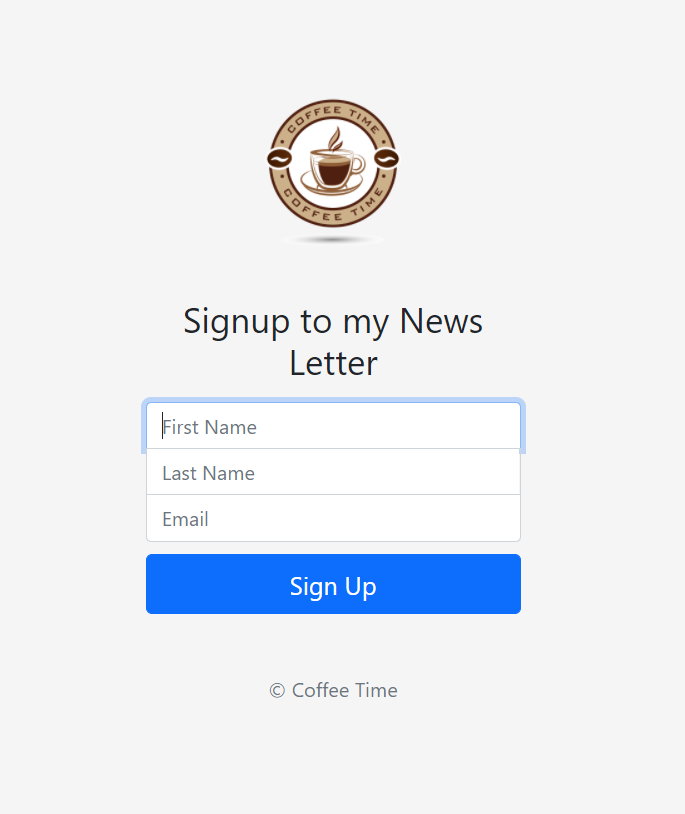 COFFEE TIME
COFFEE TIME
Signup to my News
Letter
First Name
Last Name
Email
Sign Up
© Coffee Time